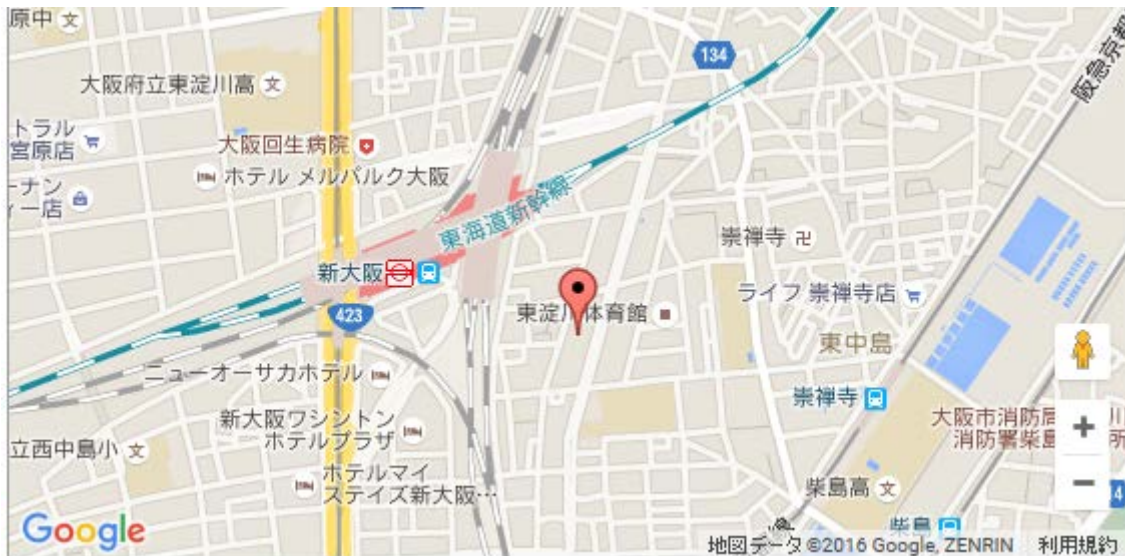 原中
134
阪急京都
大阪府立東淀川高
トラル
宮原店
大阪回生病院
ホテル メルパルク大阪
ーナン
ィー店
東海道新幹線
崇禅寺
新大阪
ライフ 崇禅寺店
423
東淀川体育館
東中島
ニューオーサカホテル
崇禅寺
新大阪ワシントン
ホテルプラザ
大阪市消防局
川
消防署柴島
所
立西中島小
ホテルマイ
ステイズ新大阪…
柴島高
4
柴島
Google
地図データ ©2016 Google, ZENRIN
利用規約